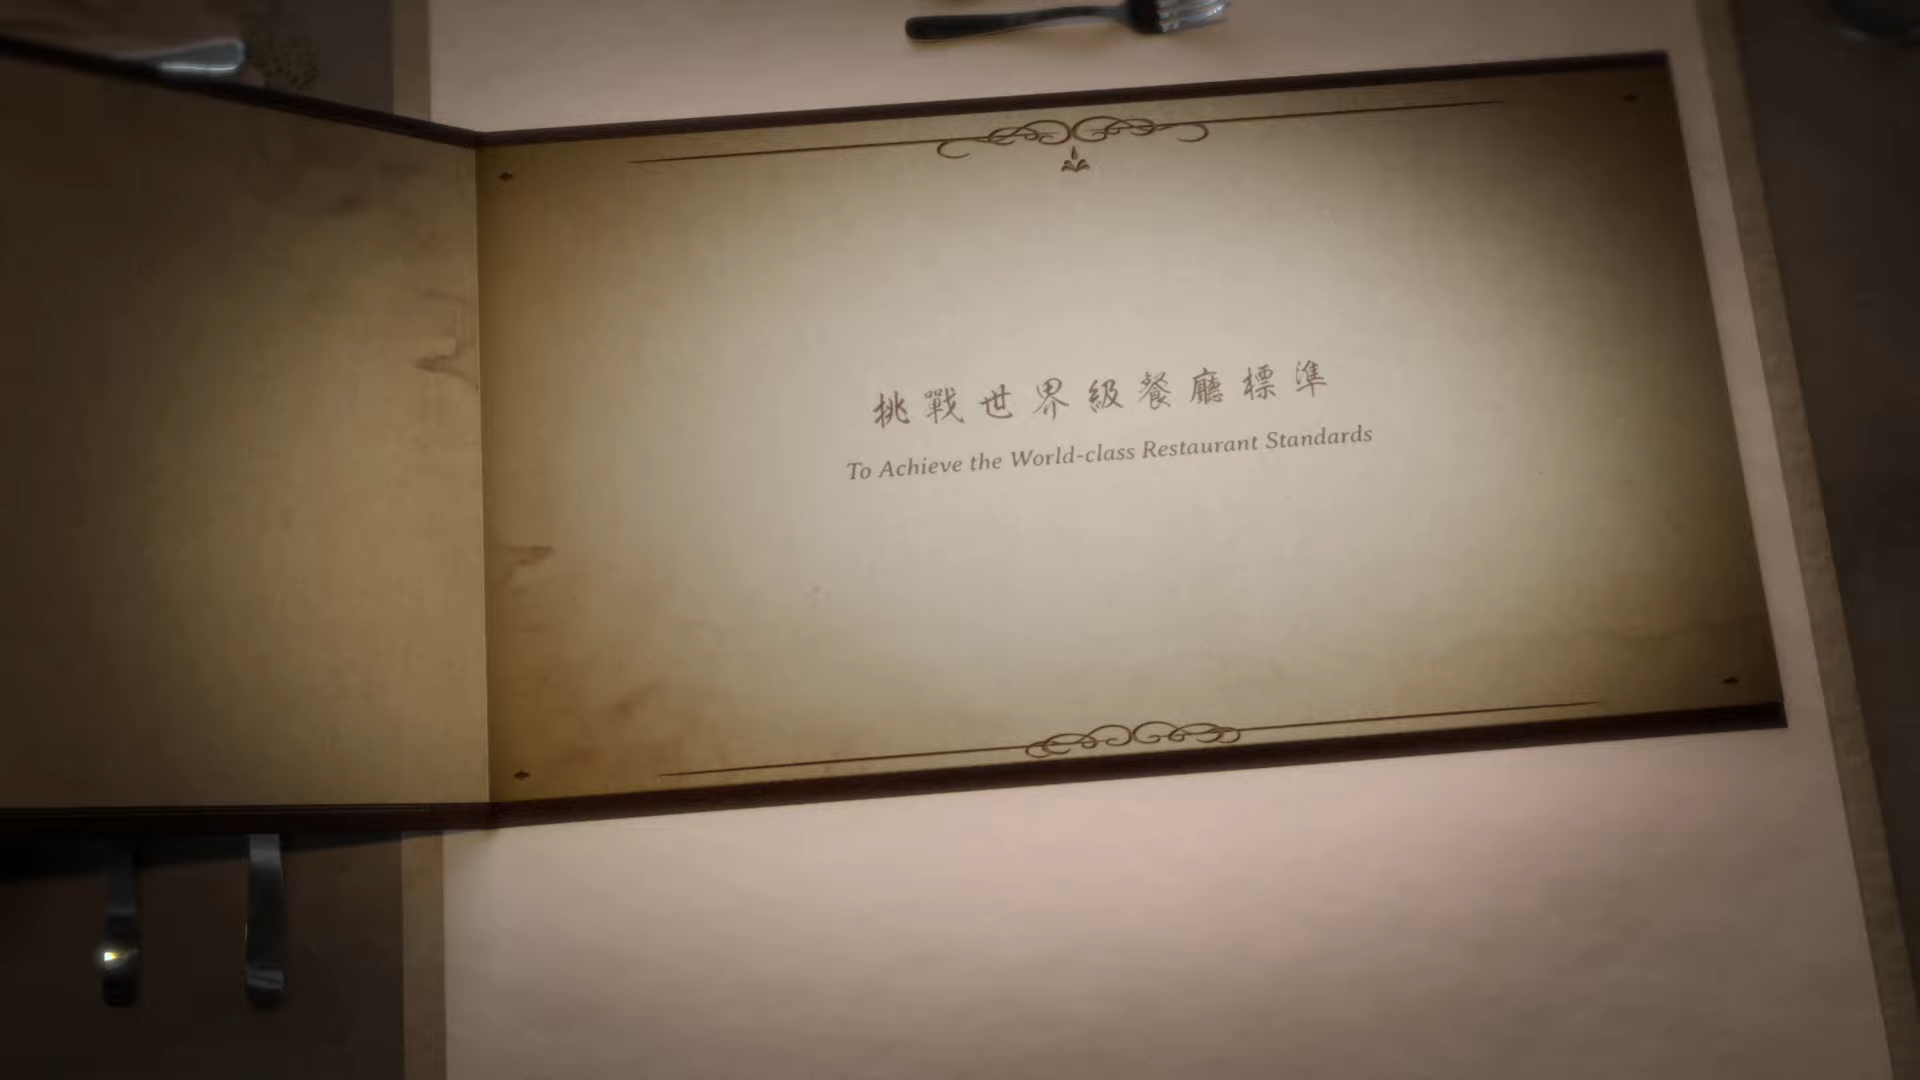 挑戰世界級餐廳標準
To Achieve the World-class Restaurant Standards